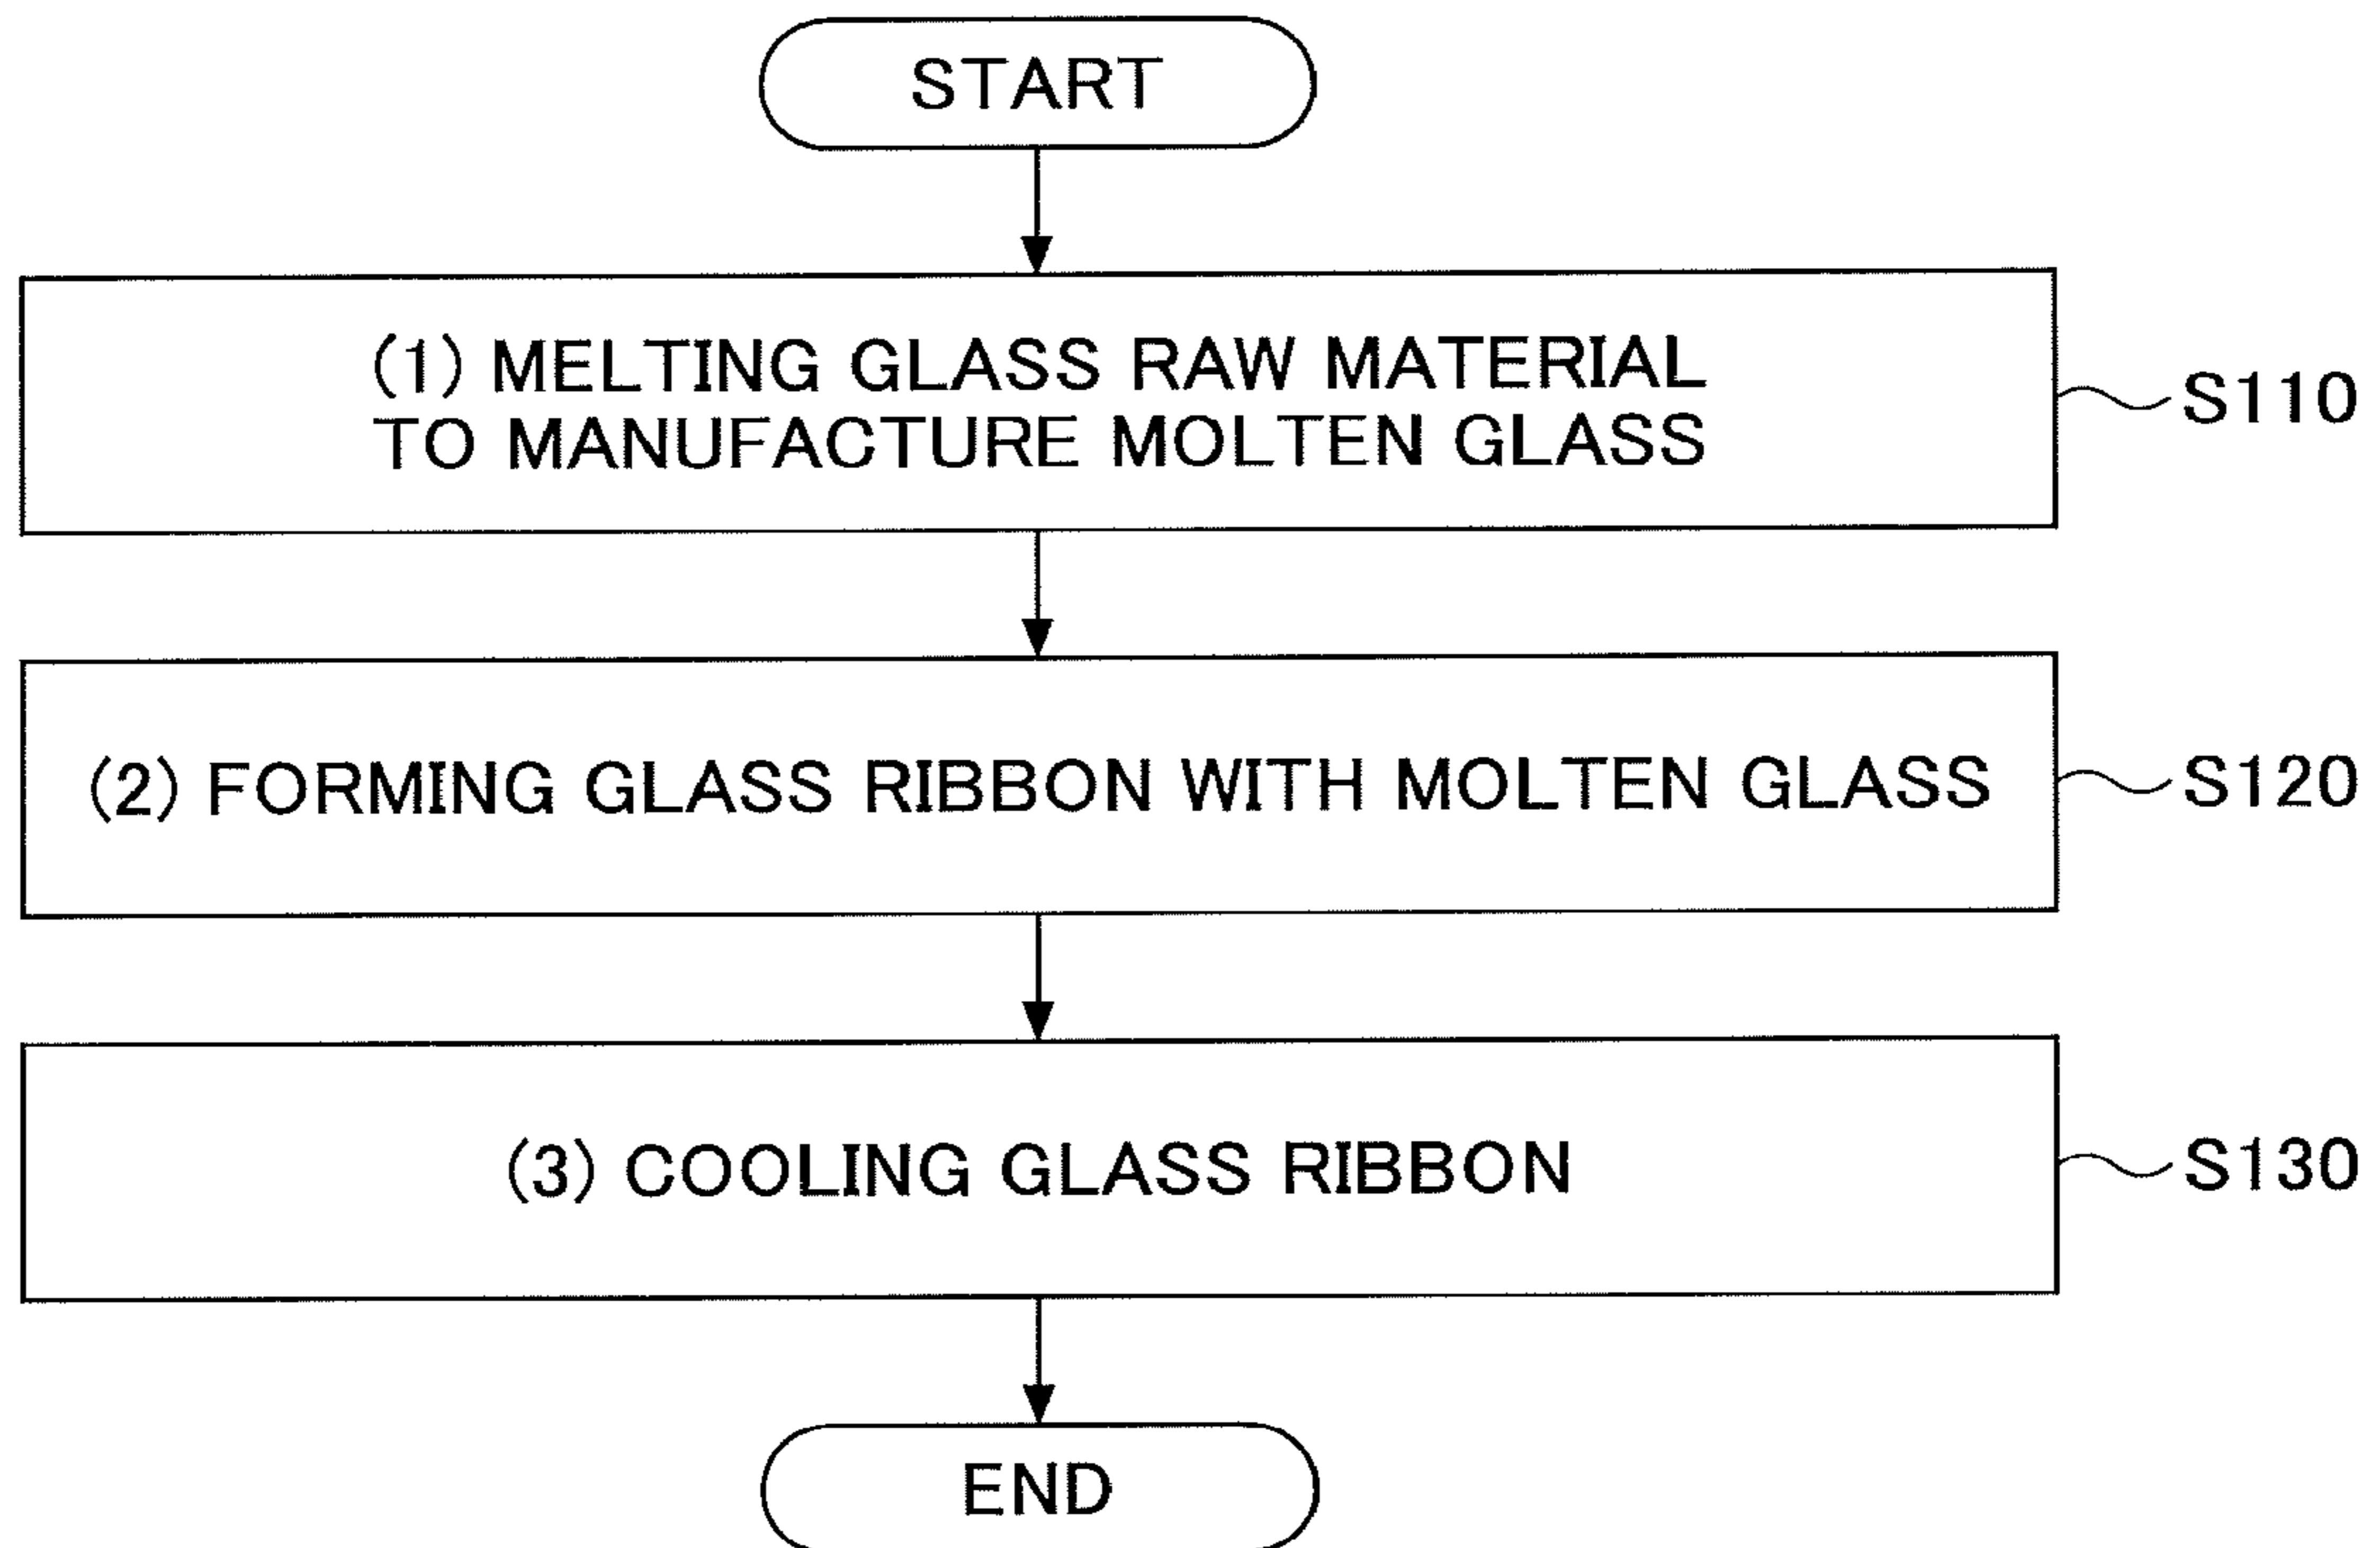 START
(1) MELTING GLASS RAW MATERIAL
TO MANUFACTURE MOLTEN GLASS
S110
(2) FORMING GLASS RIBBON WITH MOLTEN GLASS
S120
(3) COOLING GLASS RIBBON
S130
END